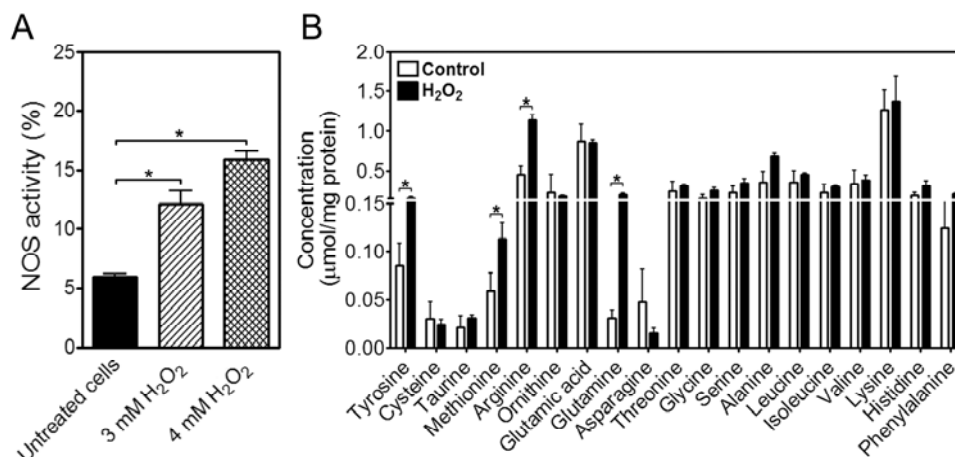 A
NOS activity (%)
25
20
15
10
5
0
*
*
Untreated cells
3 mM H₂O₂
4 mM H₂O₂
B
Concentration
(μmol/mg protein)
2.0
1.5
1.0
0.5
0.15
0.10
0.05
0.00
Control
H₂O₂
*
*
*
*
Tyrosine
Cysteine
Taurine
Methionine
Arginine
Ornithine
Glutamic acid
Glutamine
Asparagine
Threonine
Glycine
Serine
Alanine
Leucine
Isoleucine
Valine
Lysine
Histidine
Phenylalanine